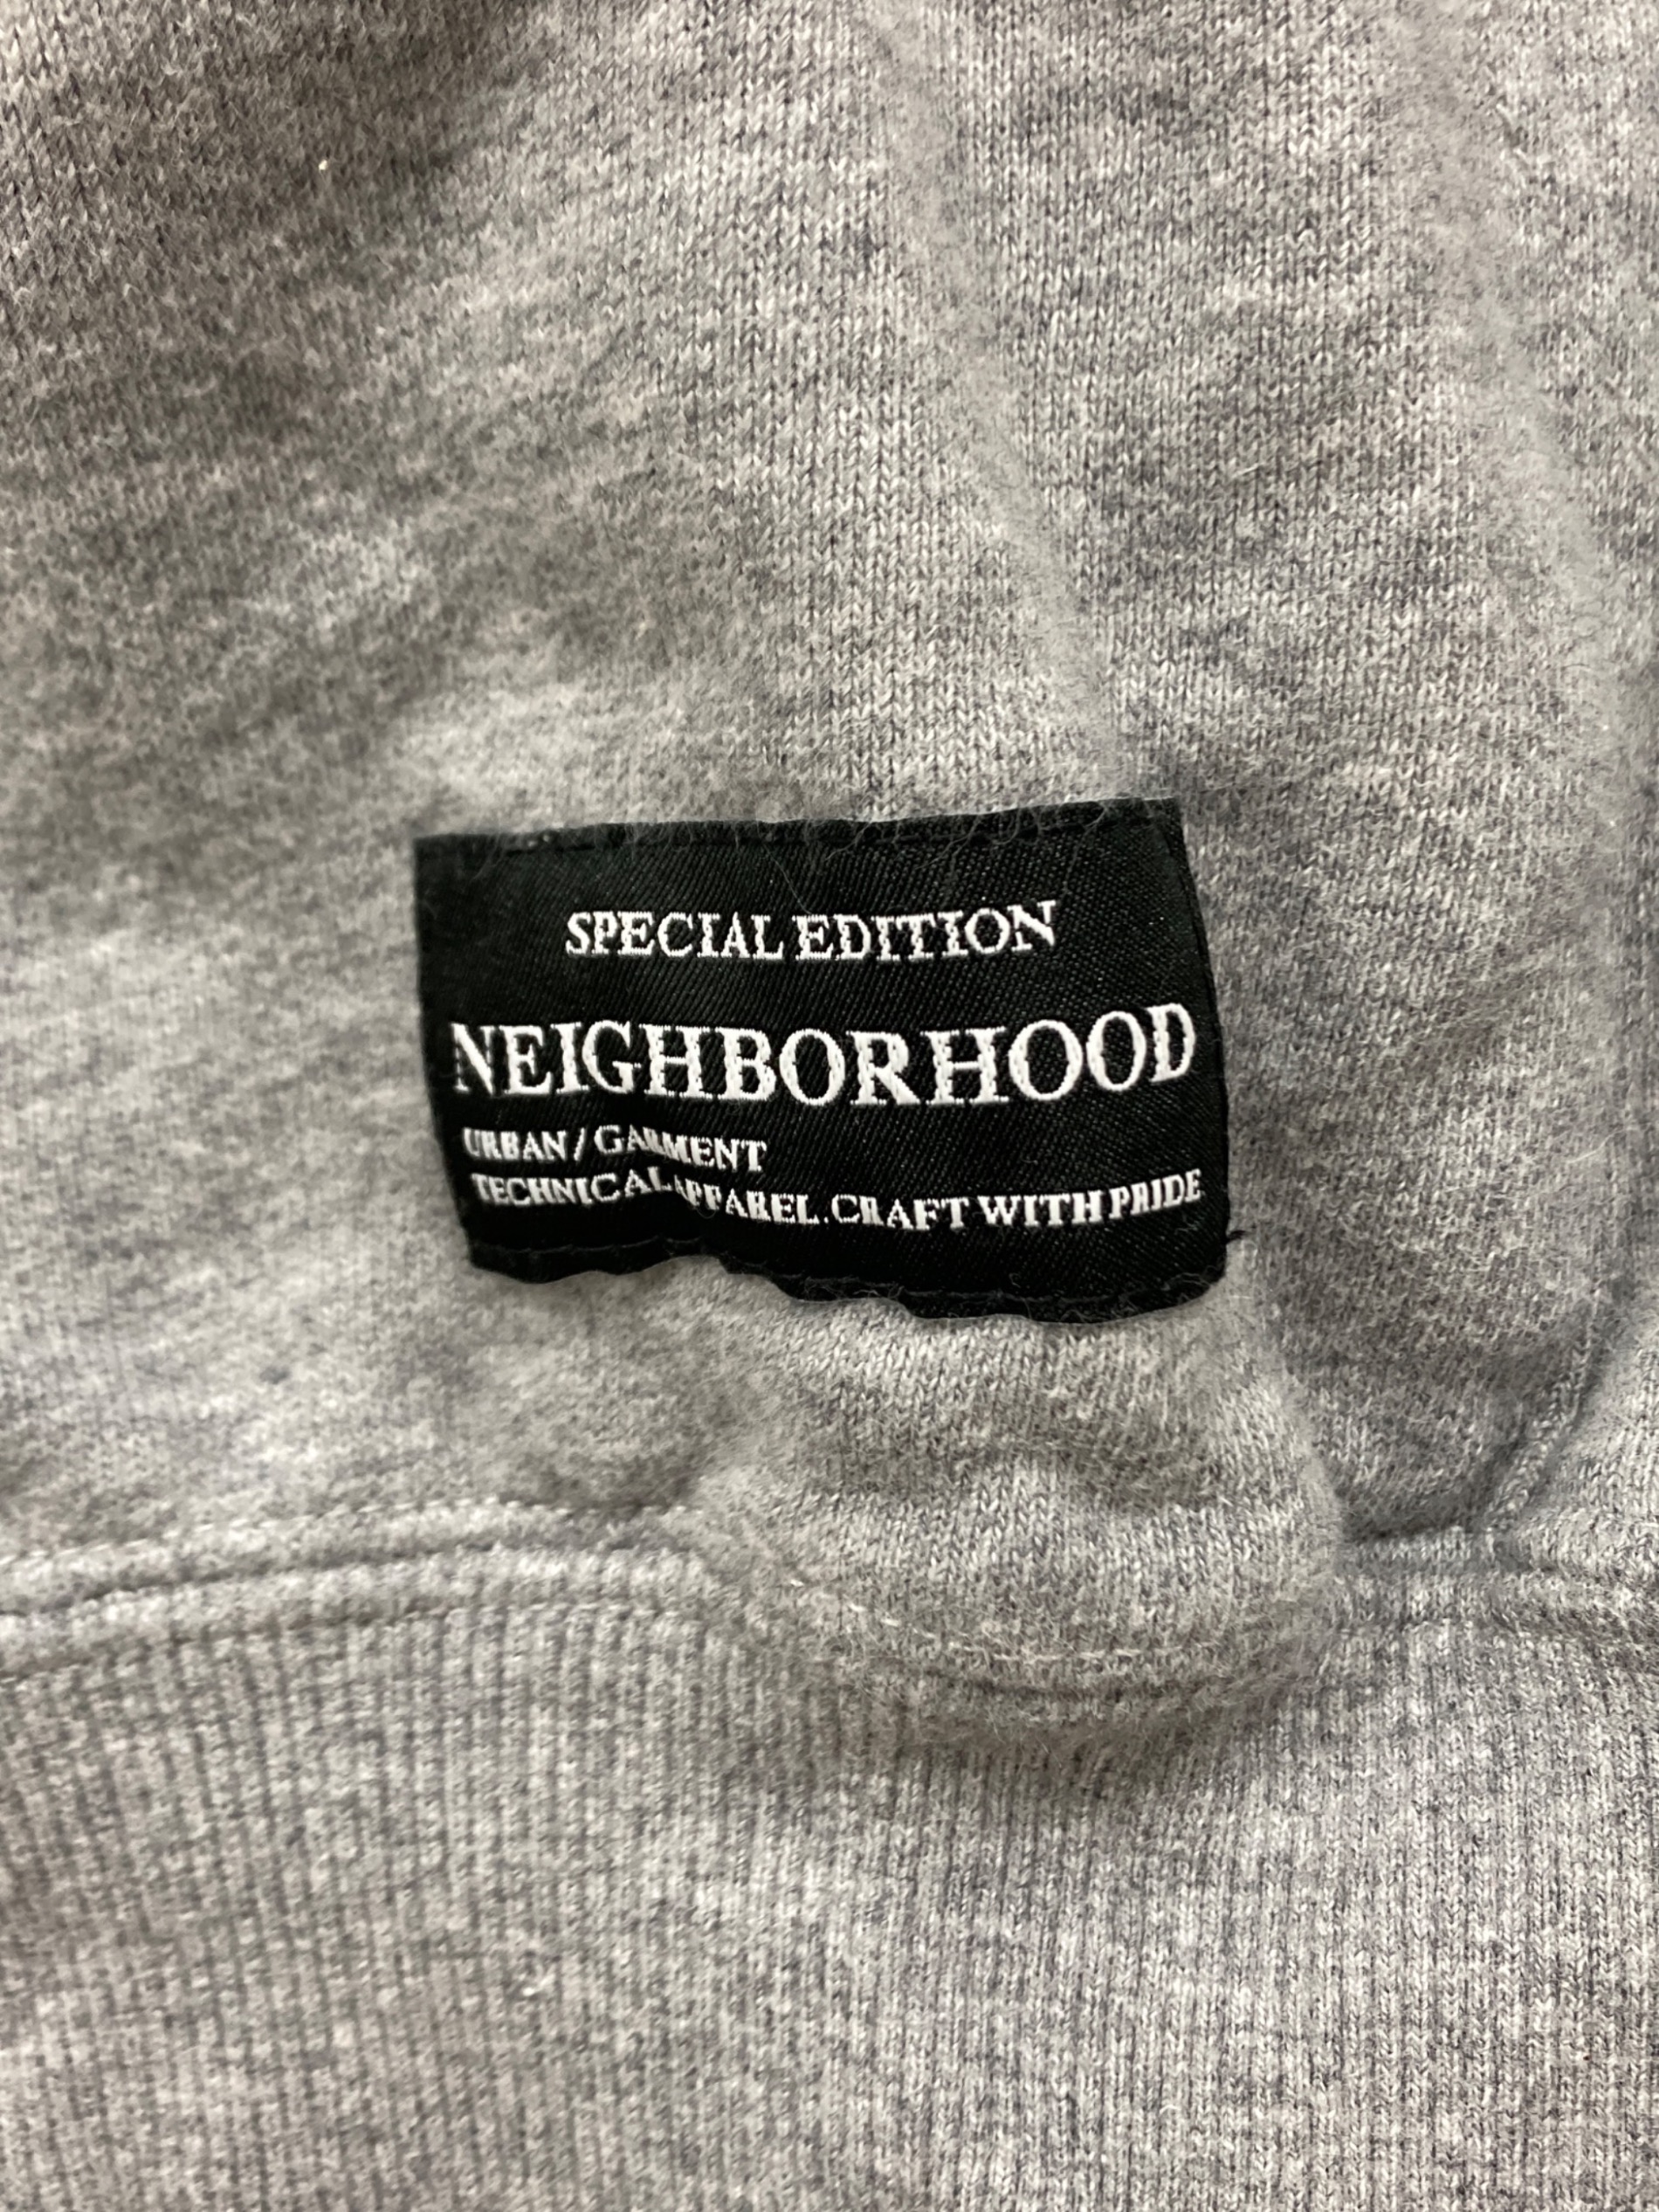 SPECIAL EDITION
NEIGHBORHOOD
URBAN / GARMENT
TECHNICAL APPAREL. CRAFT WITH PRIDE